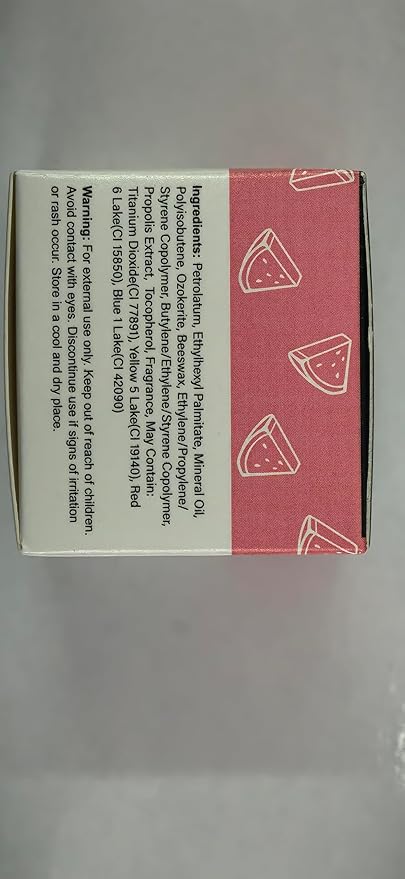 Ingredients: Petrolatum, Ethylhexyl Palmitate, Mineral Oil,
Polyisobutene, Ozokerite, Beeswax, Ethylene/Propylene/
Styrene Copolymer, Butylene/Ethylene/Styrene Copolymer,
Propolis Extract, Tocopherol, Fragrance, May Contain:
Titanium Dioxide(CI 77891), Yellow 5 Lake(CI 19140), Red
6 Lake(CI 15850), Blue 1 Lake(CI 42090)
Warning: For external use only. Keep out of reach of children.
Avoid contact with eyes. Discontinue use if signs of irritation
or rash occur. Store in a cool and dry place.